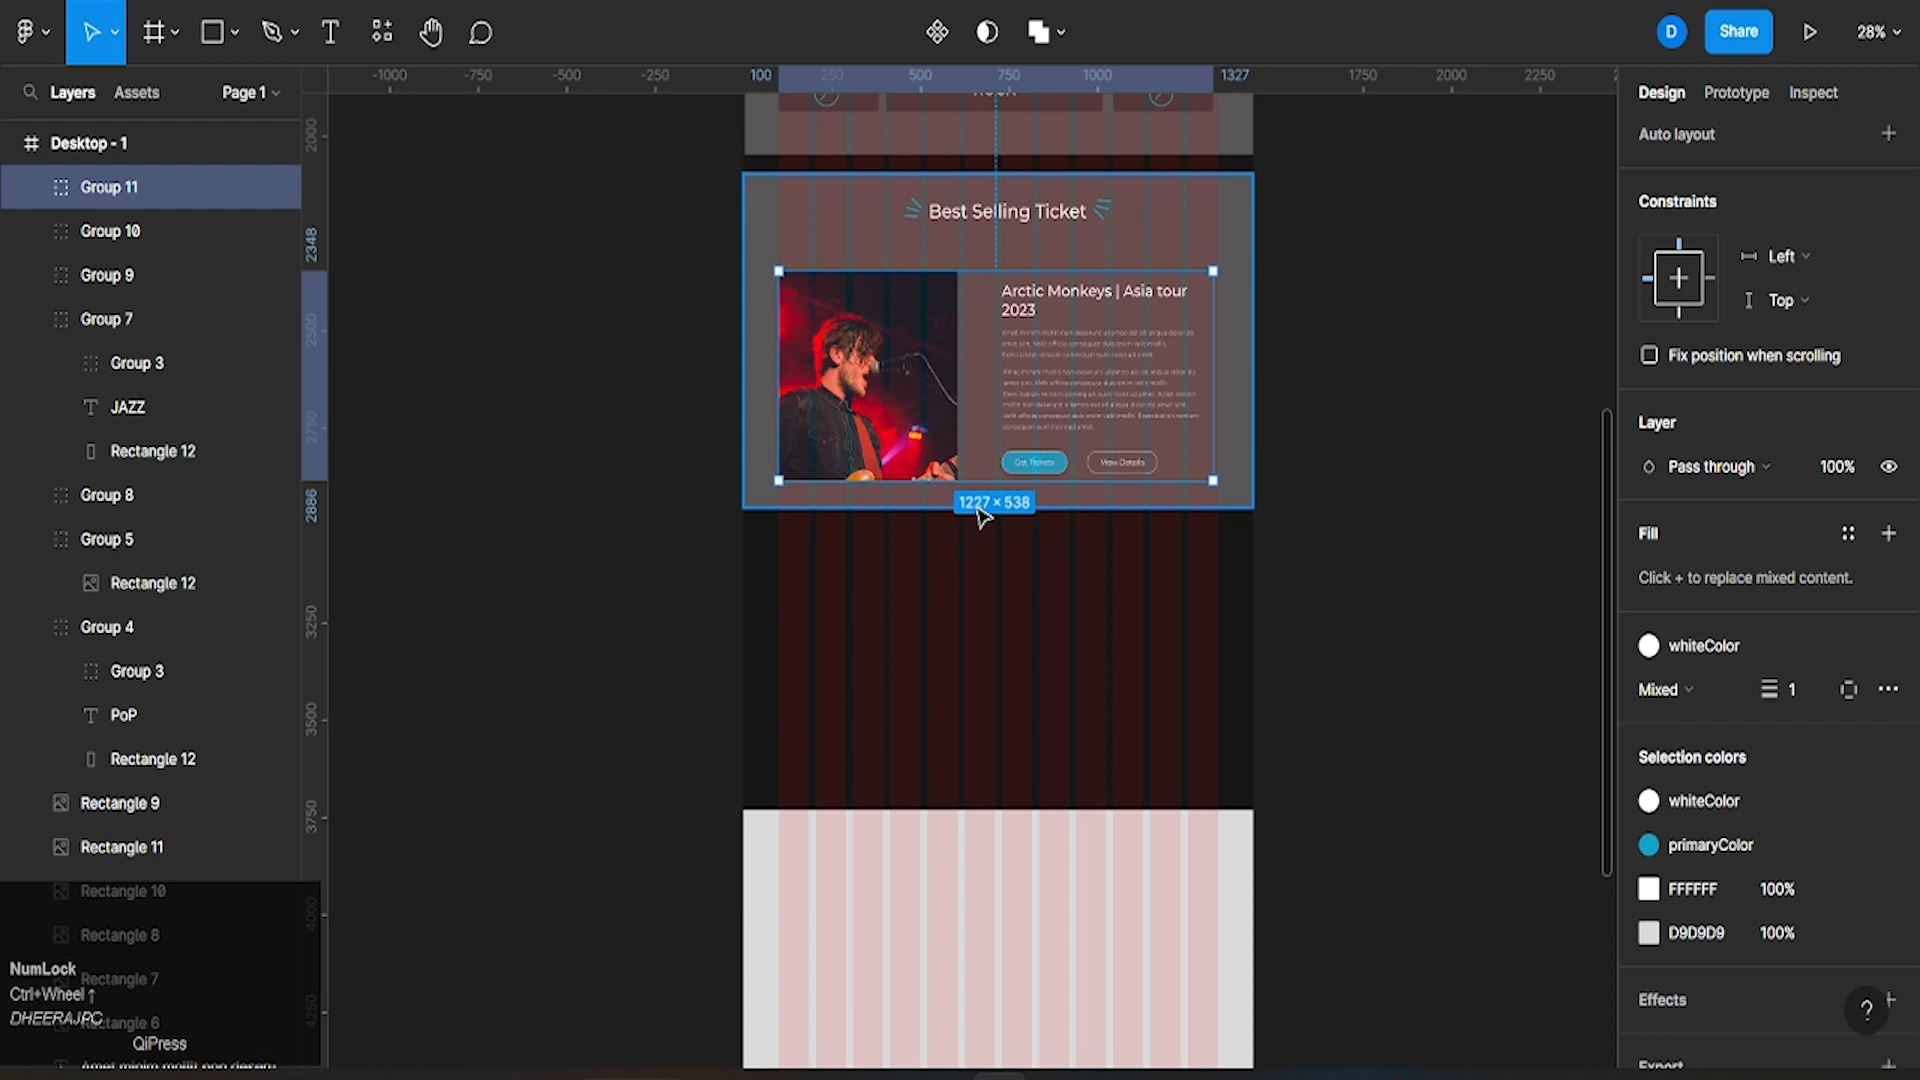 D
Share
28%
Layers
Assets
Page 1
-1000
-750
-500
-250
100
250
500
750
1000
1327
1750
2000
2250
Design
Prototype
Inspect
Desktop - 1
Auto layout
Group 11
Constraints
Group 10
Left
Group 9
Top
Group 7
Fix position when scrolling
Group 3
JAZZ
Layer
Rectangle 12
Pass through
100%
Group 8
Group 5
Fill
Rectangle 12
Click + to replace mixed content.
Group 4
whiteColor
Group 3
Mixed
1
PoP
Rectangle 12
Selection colors
Rectangle 9
whiteColor
Rectangle 11
primaryColor
Rectangle 10
FFFFFF
100%
Rectangle 8
D9D9D9
100%
NumLock
Rectangle 7
Ctrl+Wheel ↑
Effects
DHEERAJPC
ctangle 6
?
QiPress
2000
2348
2500
2750
2886
3250
3500
3750
4000
4250
Best Selling Ticket
Arctic Monkeys | Asia tour
2023
Get Tickets
View Details
1227 × 538